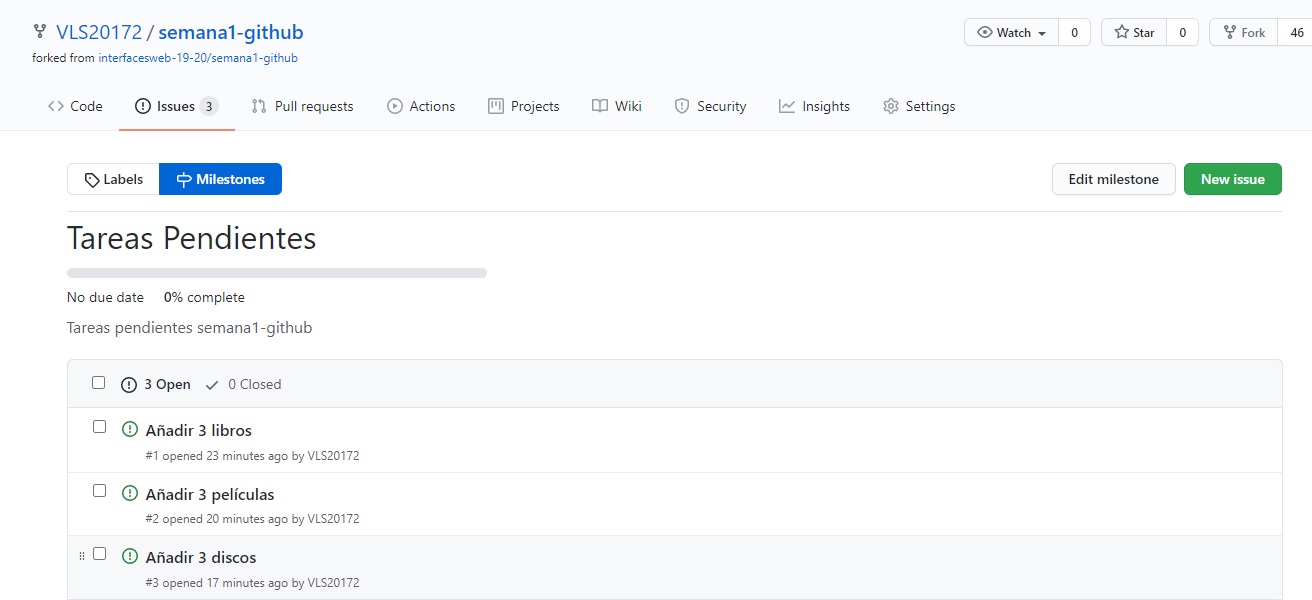 VLS20172 / semana1-github
Watch 0 Star 0 Fork 46
forked from interfacesweb-19-20/semana1-github
Code Issues 3 Pull requests Actions Projects Wiki Security Insights Settings
Labels Milestones Edit milestone New issue
Tareas Pendientes
No due date 0% complete
Tareas pendientes semana1-github
3 Open 0 Closed
Añadir 3 libros
#1 opened 23 minutes ago by VLS20172
Añadir 3 películas
#2 opened 20 minutes ago by VLS20172
Añadir 3 discos
#3 opened 17 minutes ago by VLS20172